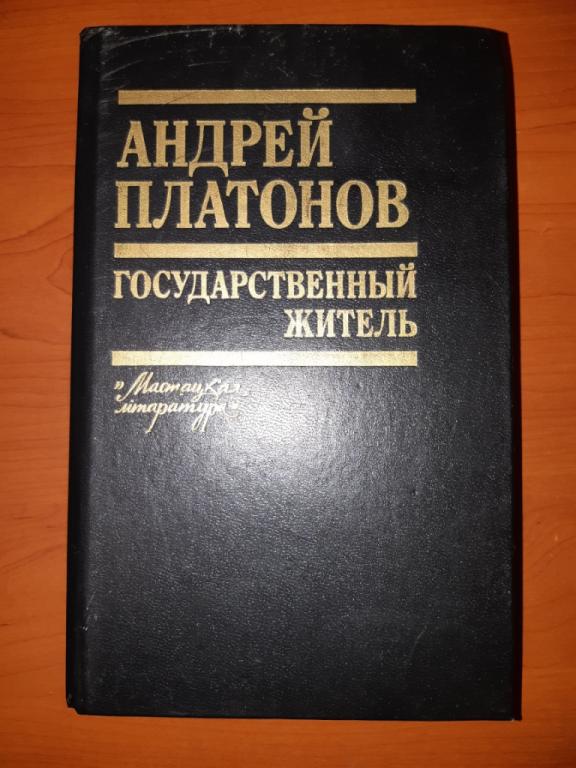 АНДРЕЙ
ПЛАТОНОВ
ГОСУДАРСТВЕННЫЙ
ЖИТЕЛЬ
„Мастацкая
літаратура“